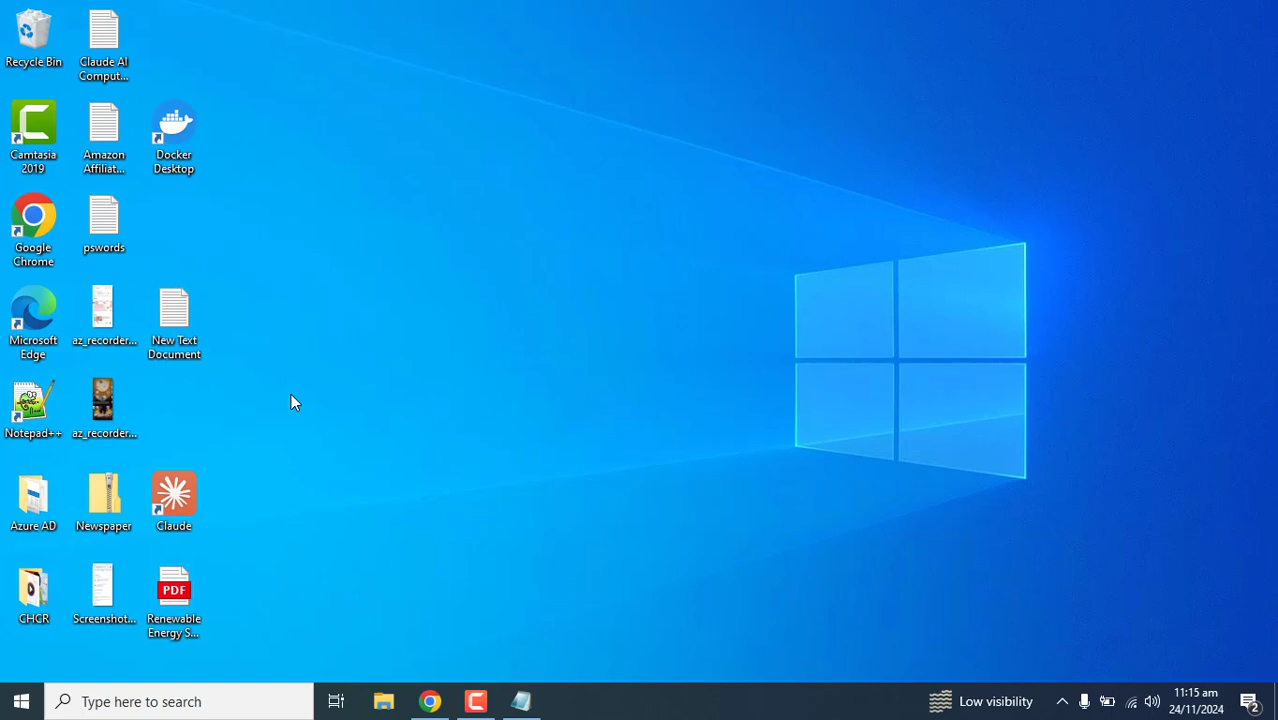 Recycle Bin
Claude AI
Comput...
Camtasia
2019
Amazon
Affiliat...
Docker
Desktop
Google
Chrome
pswords
Microsoft
Edge
az_recorder...
New Text
Document
Notepad++
az_recorder...
Azure AD
Newspaper
Claude
CHCR
Screenshot...
PDF
Renewable
Energy S...
Type here to search
Low visibility
11:15 am
24/11/2024
2